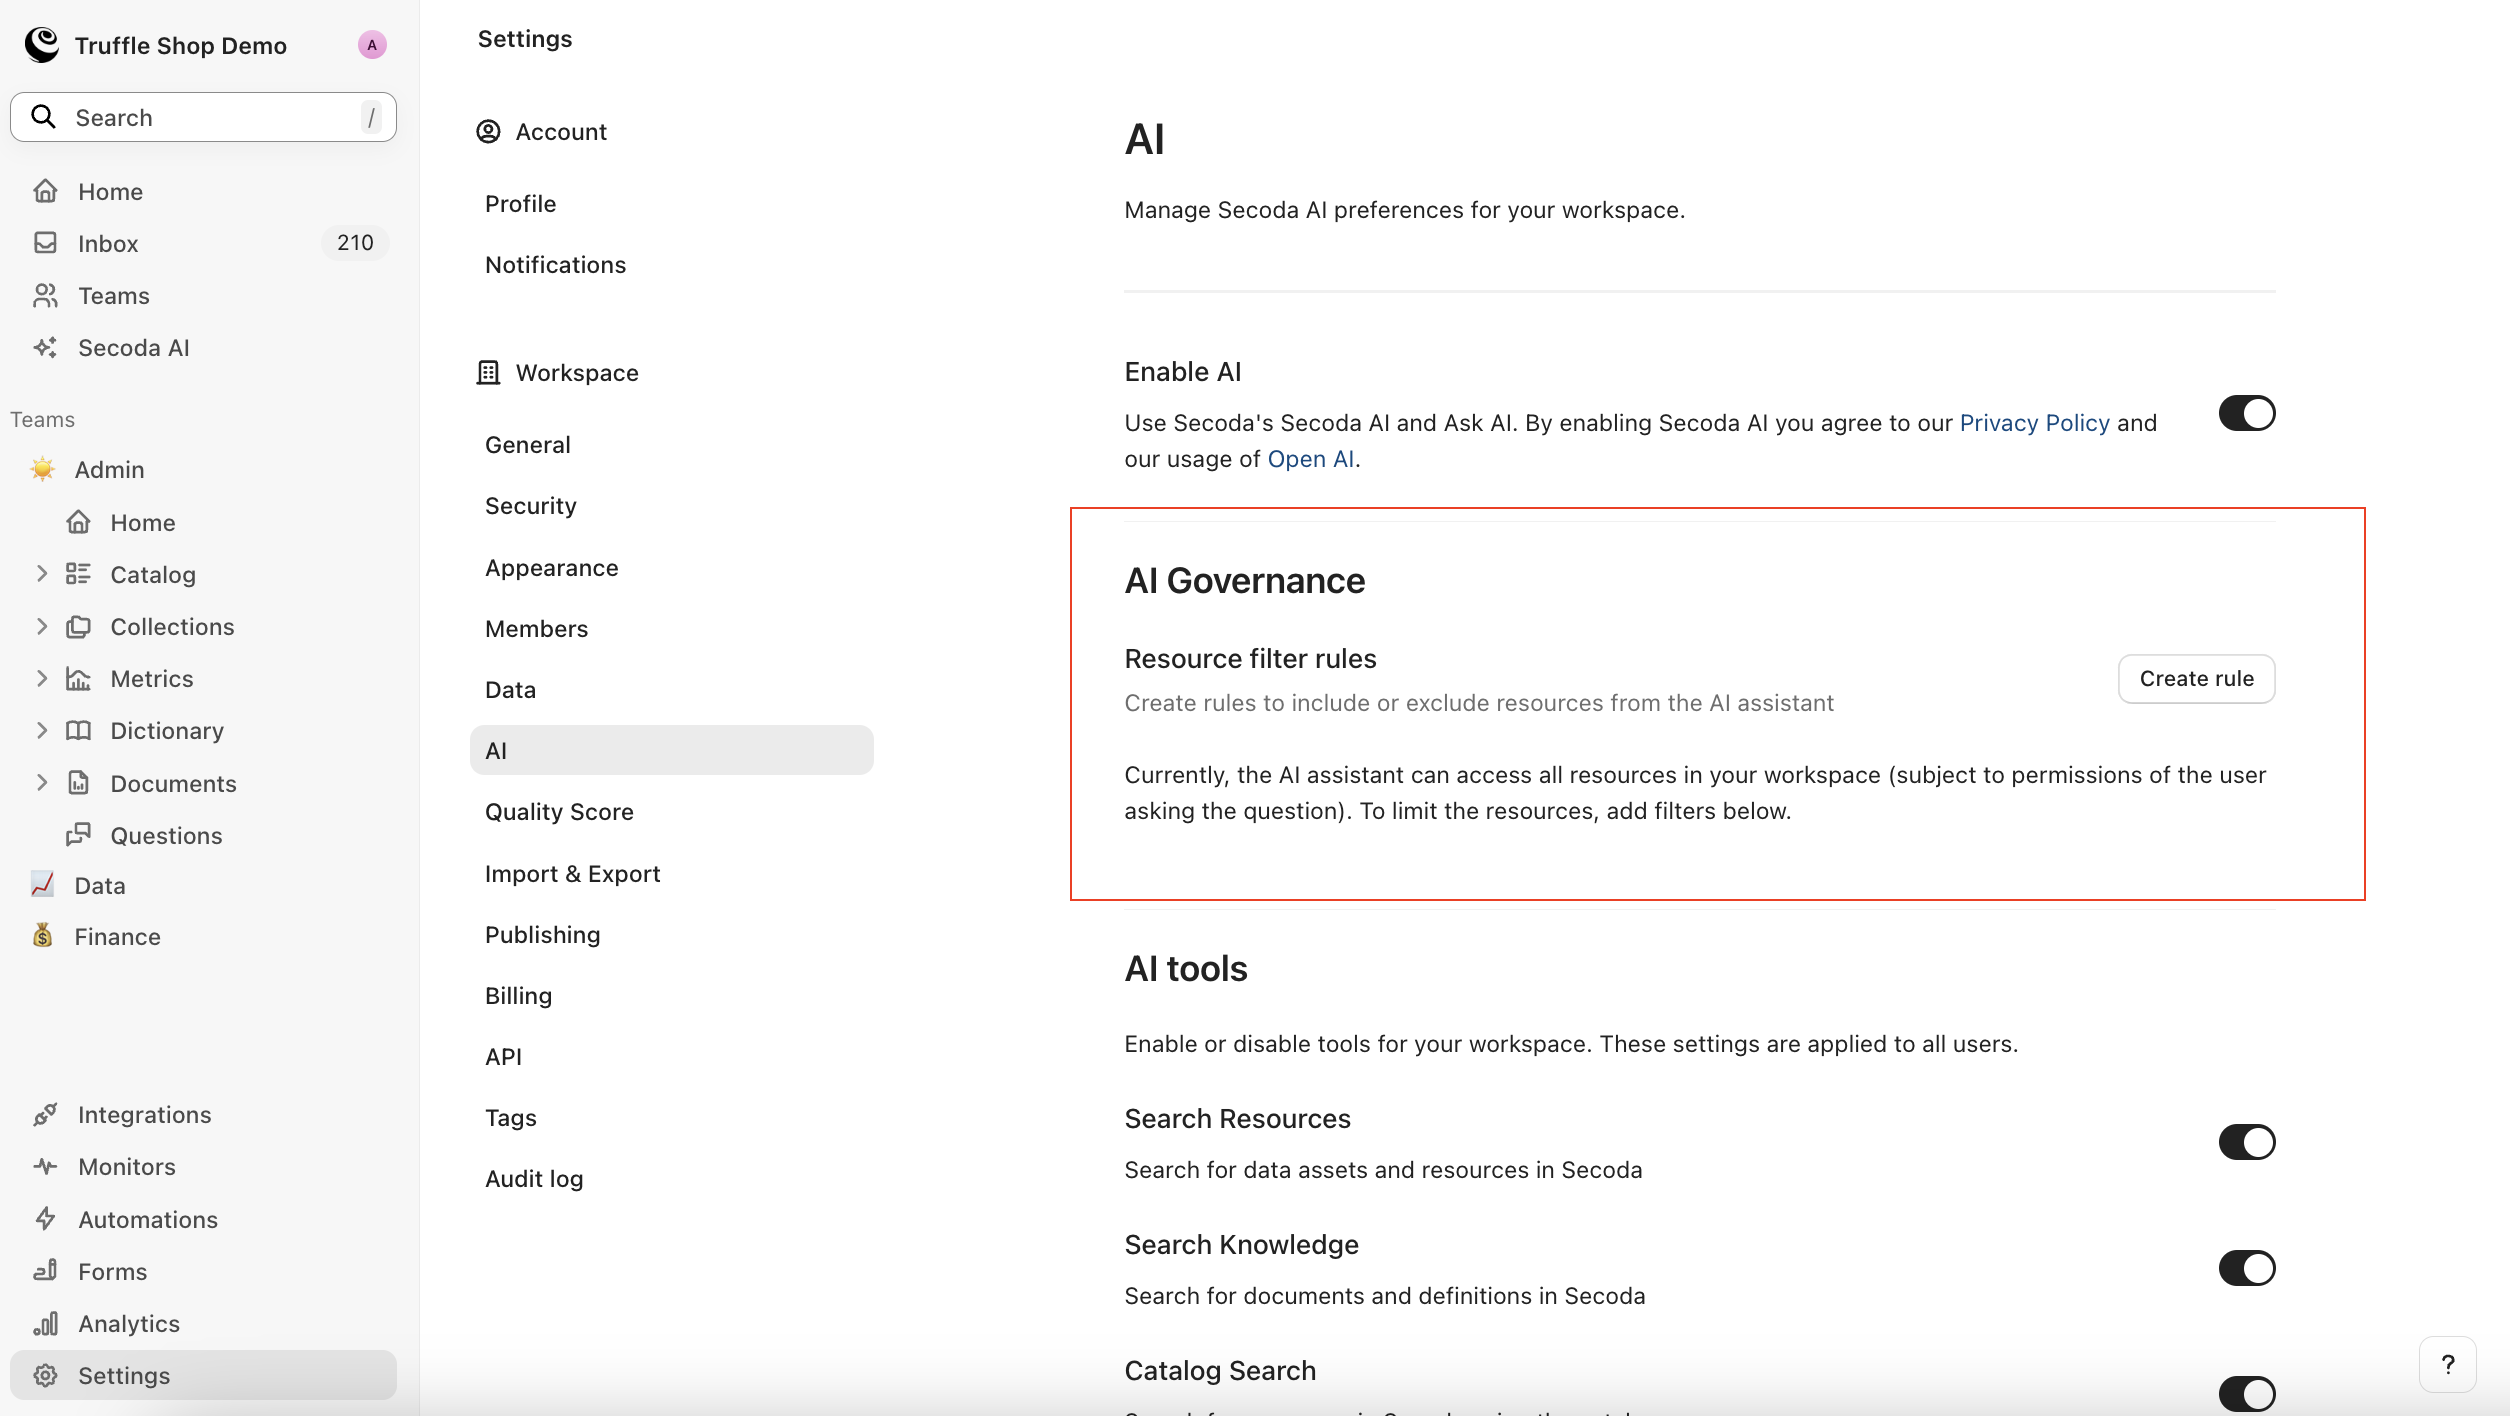 Truffle Shop Demo
A
Search
/
Home
Inbox
210
Teams
Secoda AI
Teams
Admin
Home
Catalog
Collections
Metrics
Dictionary
Documents
Questions
Data
Finance
Integrations
Monitors
Automations
Forms
Analytics
Settings
Settings
Account
Profile
Notifications
Workspace
General
Security
Appearance
Members
Data
AI
Quality Score
Import & Export
Publishing
Billing
API
Tags
Audit log
AI
Manage Secoda AI preferences for your workspace.
Enable AI
Use Secoda's Secoda AI and Ask AI. By enabling Secoda AI you agree to our Privacy Policy and
our usage of Open AI.
AI Governance
Resource filter rules
Create rules to include or exclude resources from the AI assistant
Create rule
Currently, the AI assistant can access all resources in your workspace (subject to permissions of the user
asking the question). To limit the resources, add filters below.
AI tools
Enable or disable tools for your workspace. These settings are applied to all users.
Search Resources
Search for data assets and resources in Secoda
Search Knowledge
Search for documents and definitions in Secoda
Catalog Search
?